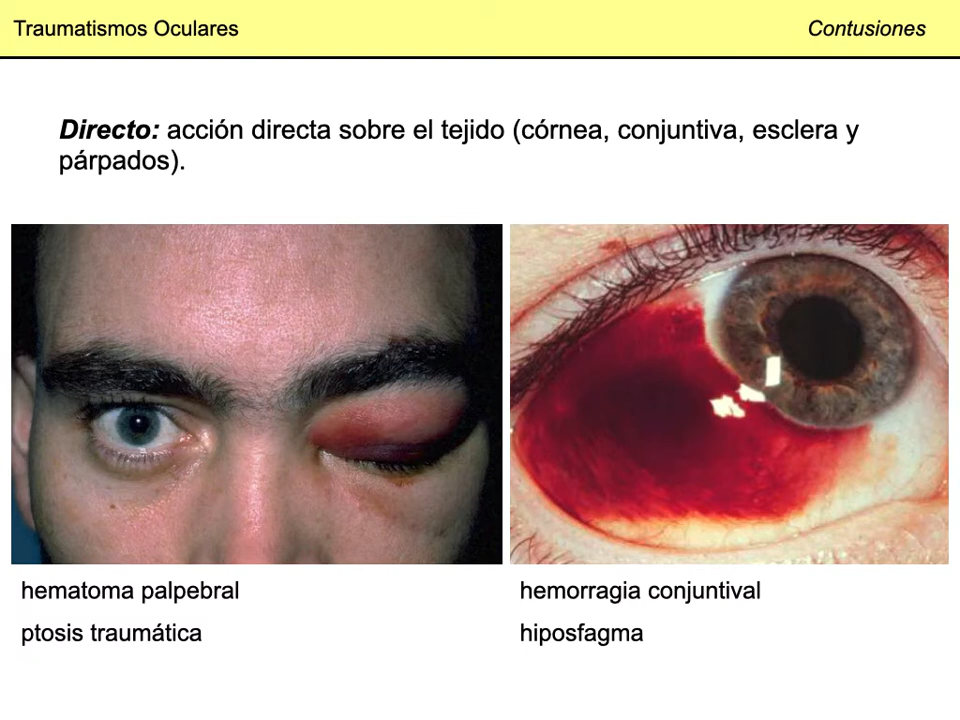 Traumatismos Oculares
Contusiones
Directo: acción directa sobre el tejido (córnea, conjuntiva, esclera y
párpados).
hematoma palpebral
ptosis traumática
hemorragia conjuntival
hiposfagma